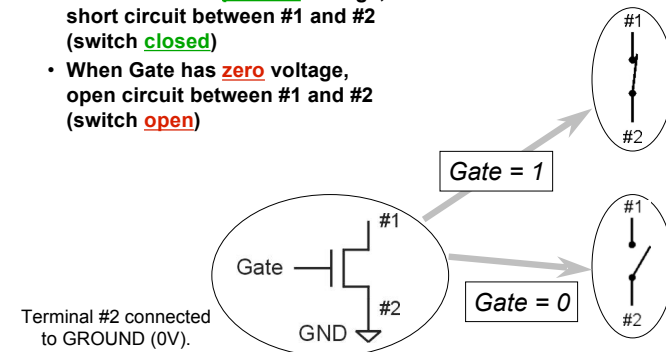 short circuit between #1 and #2
(switch closed)
• When Gate has zero voltage,
open circuit between #1 and #2
(switch open)
#1
#2
Gate = 1
#1
Gate
#2
GND
Terminal #2 connected
to GROUND (0V).
Gate = 0
#1
#2